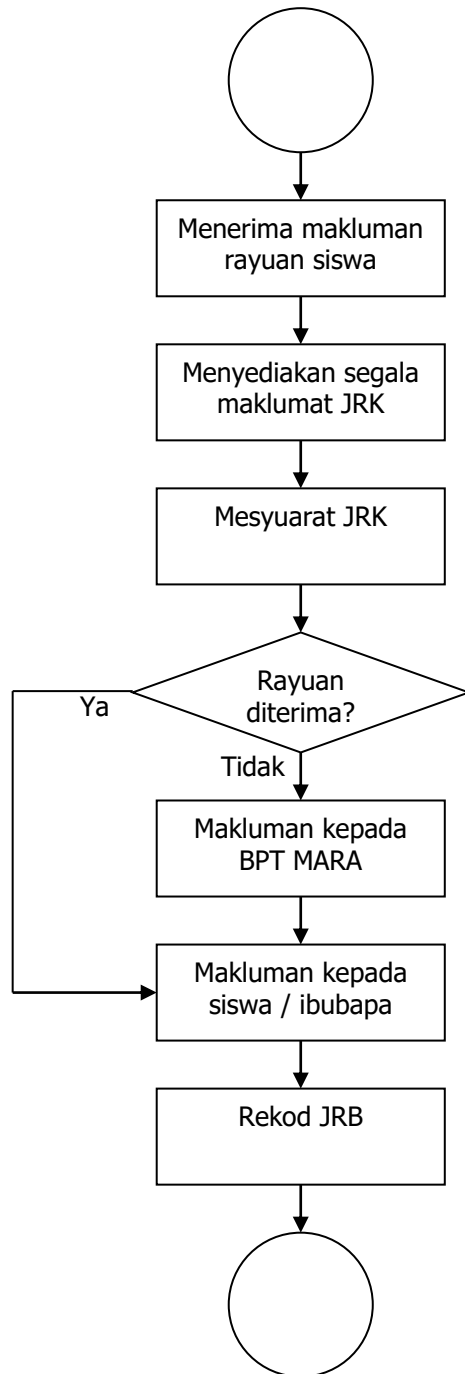 Menerima makluman
rayuan siswa
Menyediakan segala
maklumat JRK
Mesyuarat JRK
Rayuan
diterima?
Ya
Tidak
Makluman kepada
BPT MARA
Makluman kepada
siswa / ibubapa
Rekod JRB